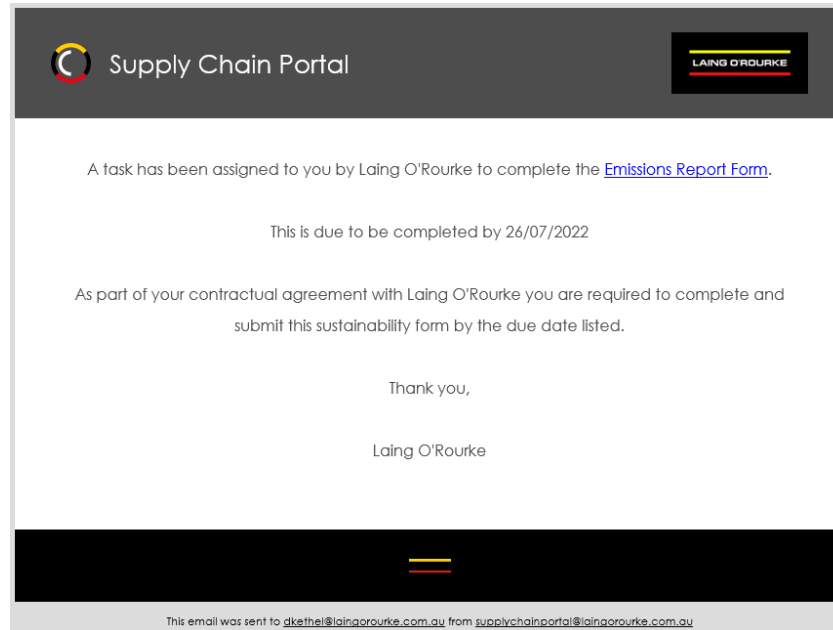 Supply Chain Portal
LAING O'ROURKE
A task has been assigned to you by Laing O'Rourke to complete the Emissions Report Form.
This is due to be completed by 26/07/2022
As part of your contractual agreement with Laing O'Rourke you are required to complete and
submit this sustainability form by the due date listed.
Thank you,
Laing O'Rourke
This email was sent to dkethel@laingorourke.com.au from supplychainportal@laingorourke.com.au